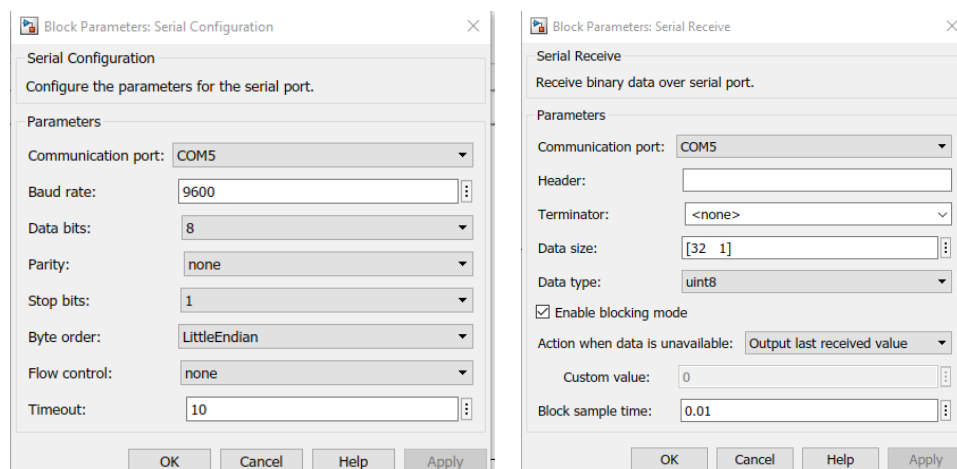 Block Parameters: Serial Configuration
Serial Configuration
Configure the parameters for the serial port.
Parameters
Communication port: COM5
Baud rate: 9600
Data bits: 8
Parity: none
Stop bits: 1
Byte order: LittleEndian
Flow control: none
Timeout: 10
OK Cancel Help Apply
Block Parameters: Serial Receive
Serial Receive
Receive binary data over serial port.
Parameters
Communication port: COM5
Header:
Terminator: <none>
Data size: [32 1]
Data type: uint8
Enable blocking mode
Action when data is unavailable: Output last received value
Custom value: 0
Block sample time: 0.01
OK Cancel Help Apply